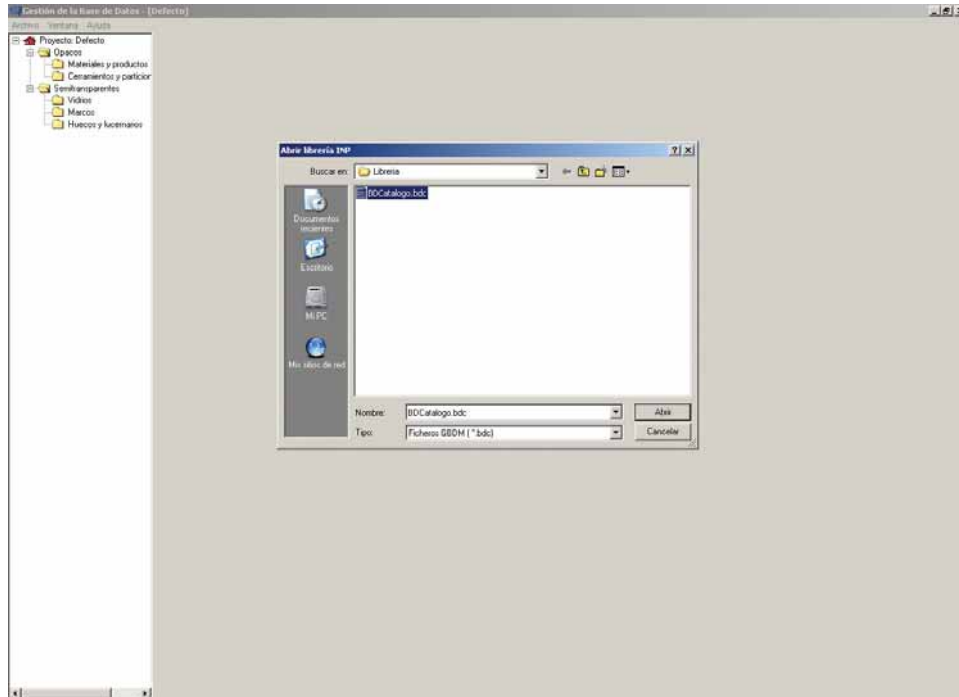 Gestión de la Base de Datos - [Defecto]
Archivo Ventana Ayuda
Proyecto: Defecto
Opacos
Materiales y productos
Cerramientos y particion
Semitransparentes
Vidrios
Marcos
Huecos y lucernarios
Abrir librería INP
Buscar en: Libreria
BDCatalogo.bdc
Documentos
recientes
Escritorio
Mi PC
Mis sitios de red
Nombre: BDCatalogo.bdc Abrir
Tipo: Ficheros GBDM ( *.bdc) Cancelar